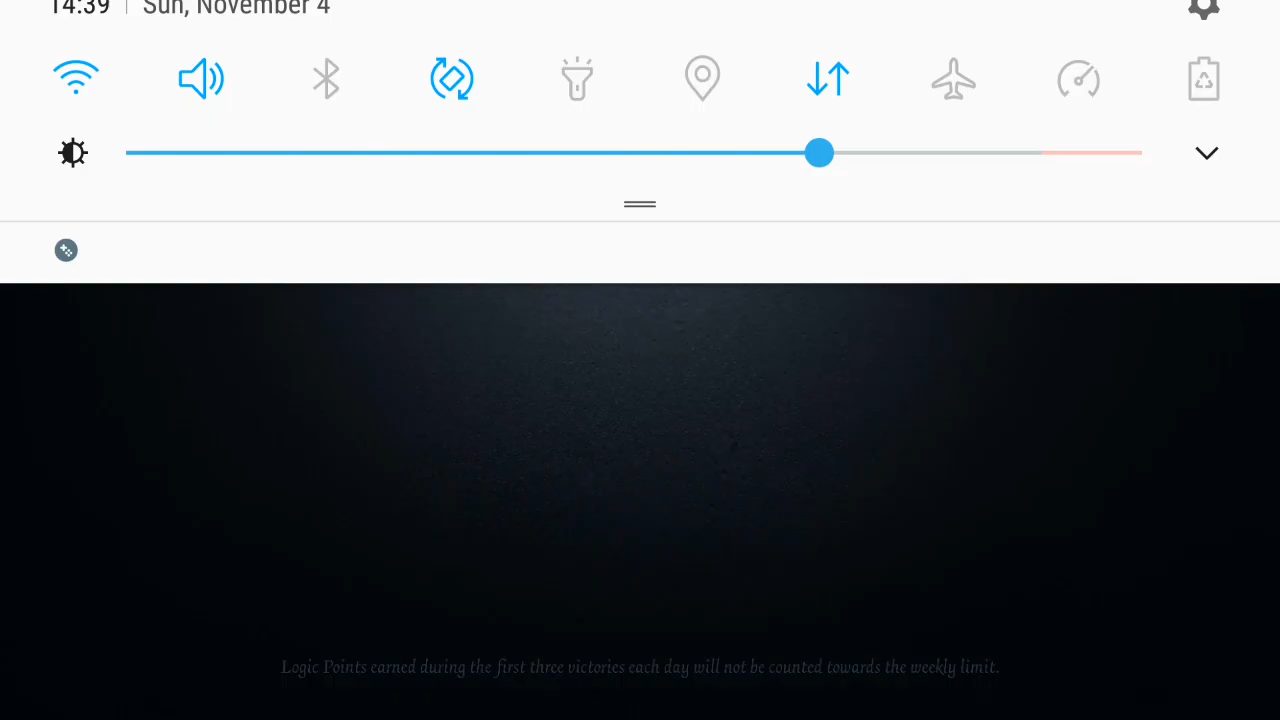 14:39 | Sun, November 4
Logic Points earned during the first three victories each day will not be counted towards the weekly limit.